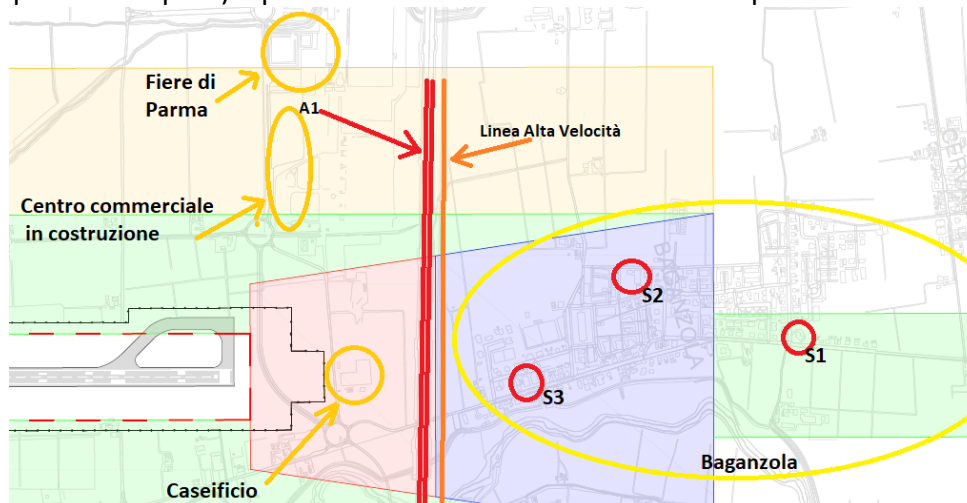 Fiere di
Parma
A1
Linea Alta Velocità
Centro commerciale
in costruzione
S2
S1
S3
Baganzola
Caseificio